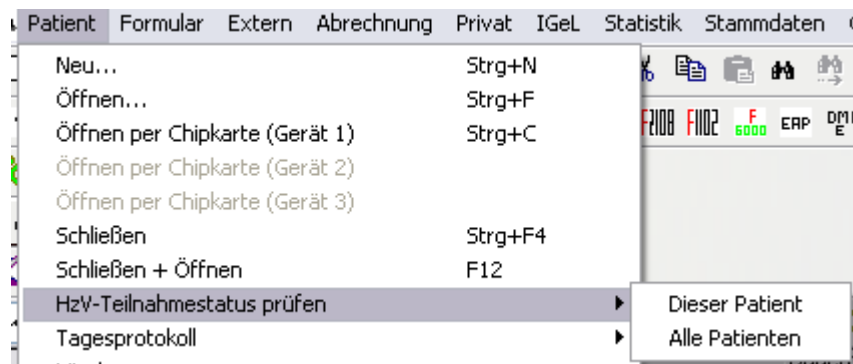 Patient Formular Extern Abrechnung Privat IGeL Statistik Stammdaten
Neu... Strg+N
Öffnen... Strg+F
Öffnen per Chipkarte (Gerät 1) Strg+C
F2108 F1102 F6000 EAP
Öffnen per Chipkarte (Gerät 2)
Öffnen per Chipkarte (Gerät 3)
Schließen Strg+F4
Schließen + Öffnen F12
HzV-Teilnahmestatus prüfen Dieser Patient
Tagesprotokoll Alle Patienten